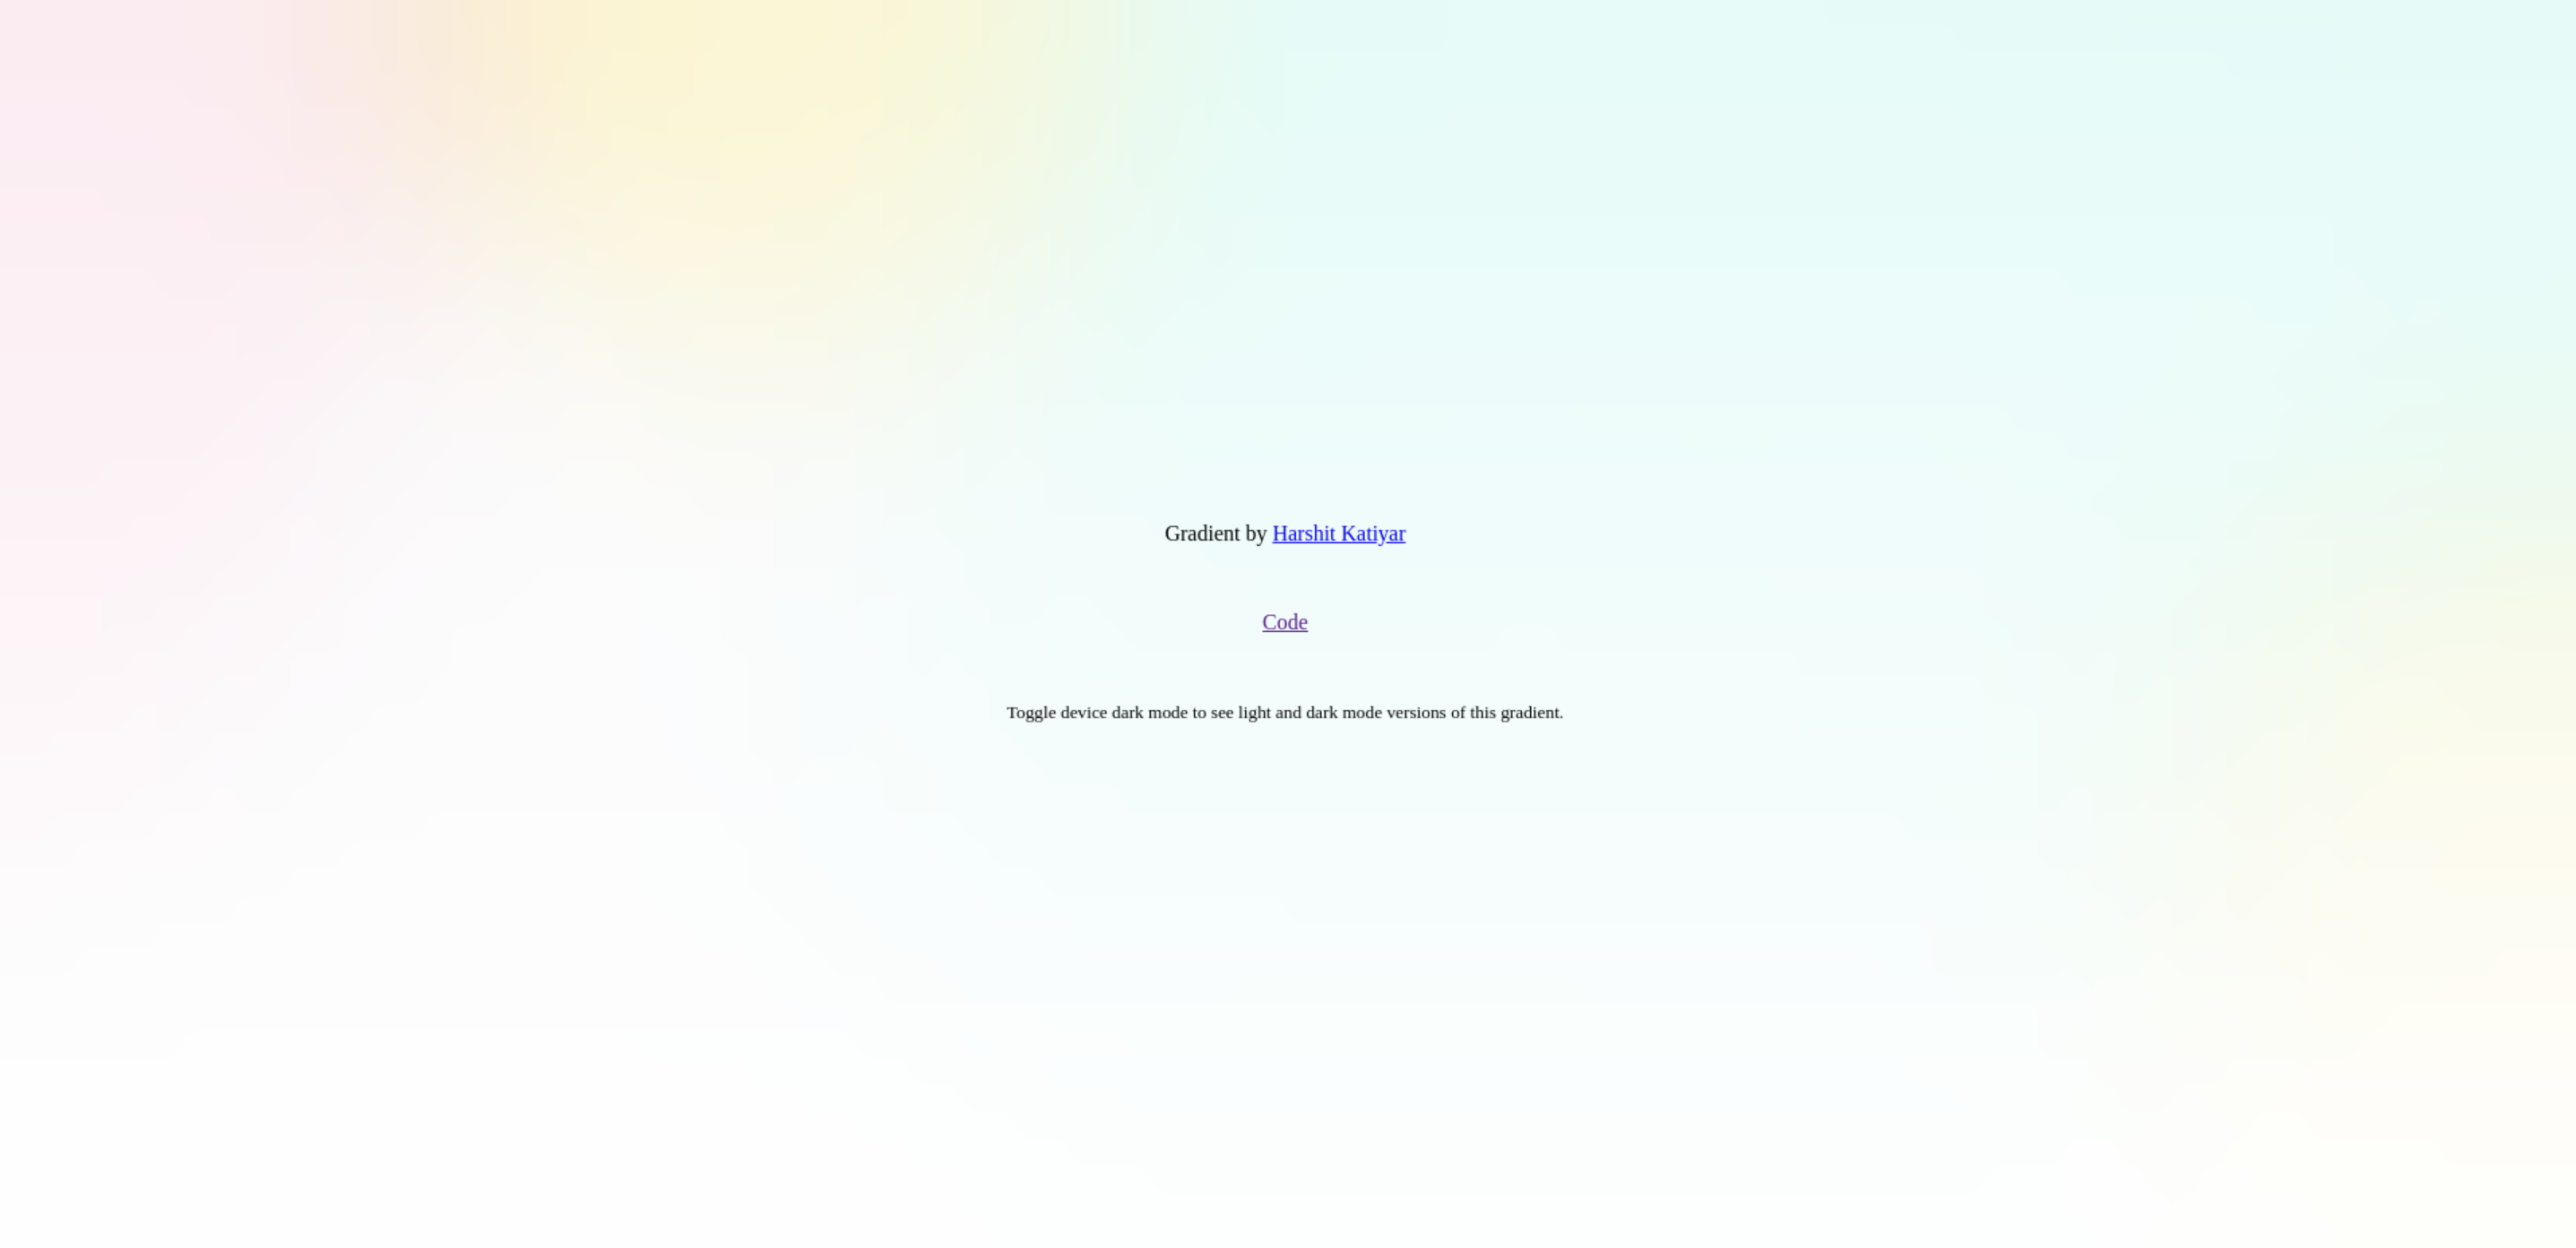 Gradient by Harshit Katiyar
Code
Toggle device dark mode to see light and dark mode versions of this gradient.